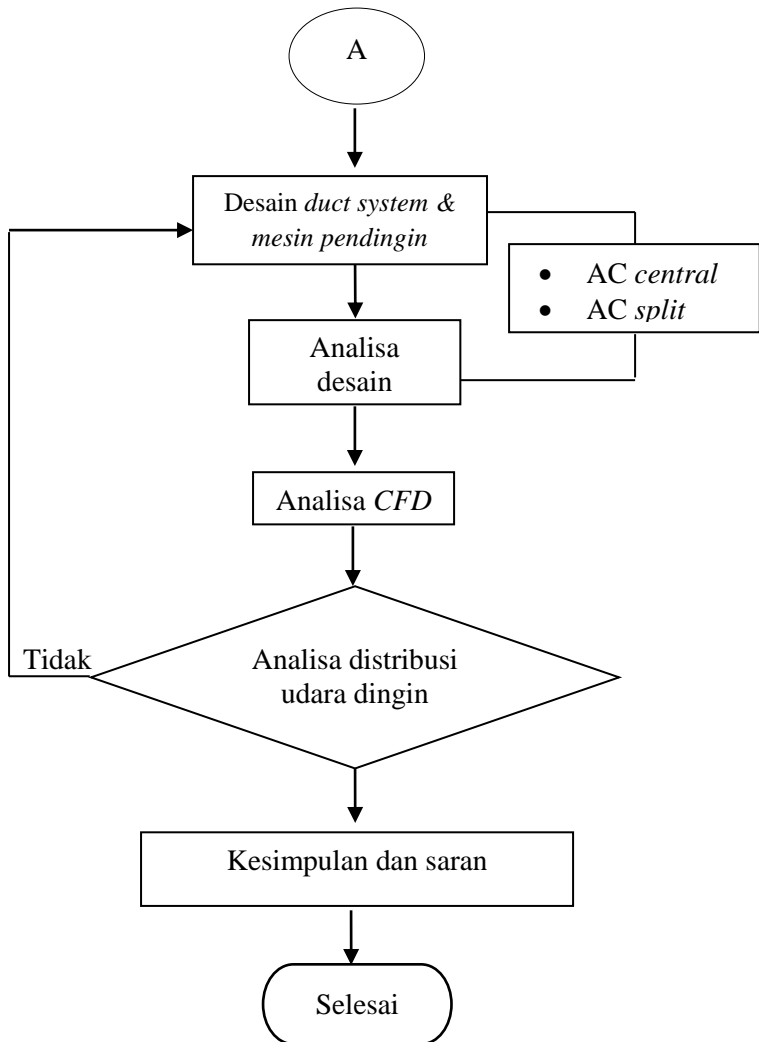 A
Desain duct system &
mesin pendingin
• AC central
• AC split
Analisa
desain
Analisa CFD
Tidak
Analisa distribusi
udara dingin
Kesimpulan dan saran
Selesai